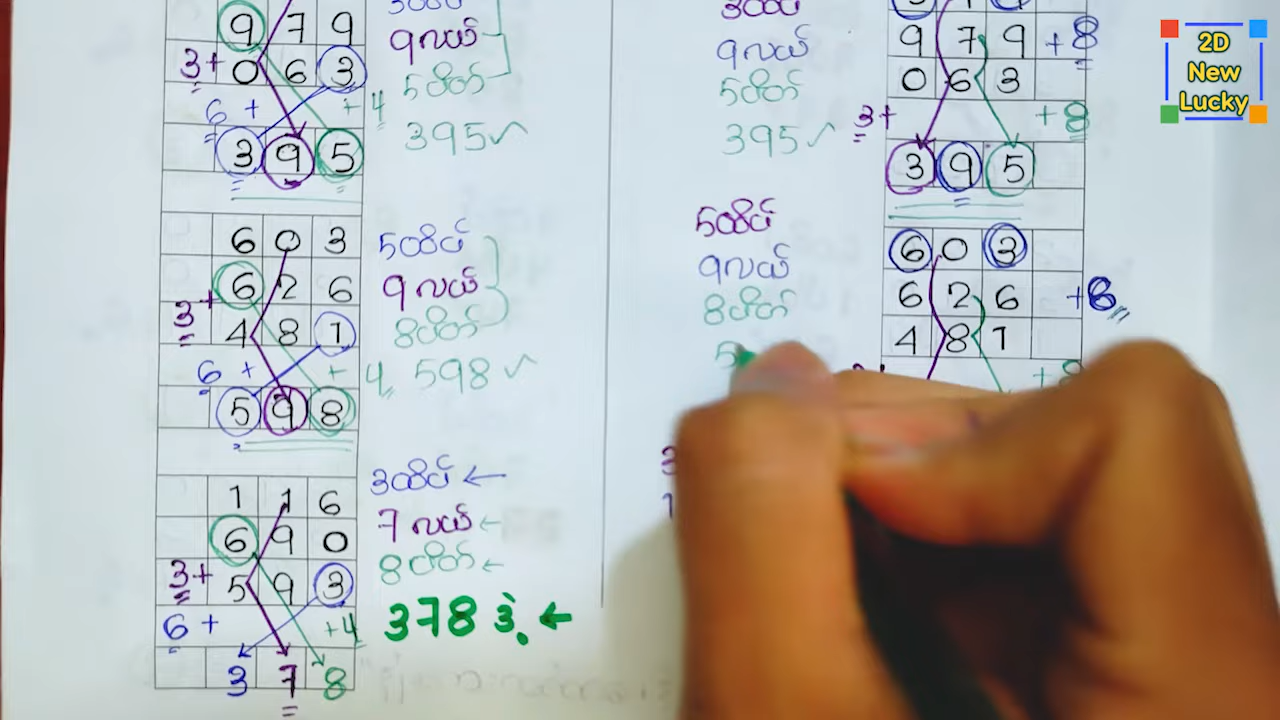 9 7 9
9လယ်
3+ 0 6 3
5ပိတ်
6 + + 4
395✓
3 9 5
6 0 3
5ထိပ်
6 2 6
9လယ်
3+
4 8 1
8ပိတ်
6 + + 4
598✓
5 9 8
1 1 6
3ထိပ် ←
6 9 0
7လယ် ←
3+ 5 9 3
8ပိတ် ←
6 + +4
378 ဒဲ့ ←
3 7 8
9လယ်
9 7 9 +8
5ပိတ်
0 6 3
3+ +8
395✓
3 9 5
5ထိပ်
6 0 3
9လယ်
6 2 6 +8
8ပိတ်
4 8 1
5
+8
2D
New
Lucky